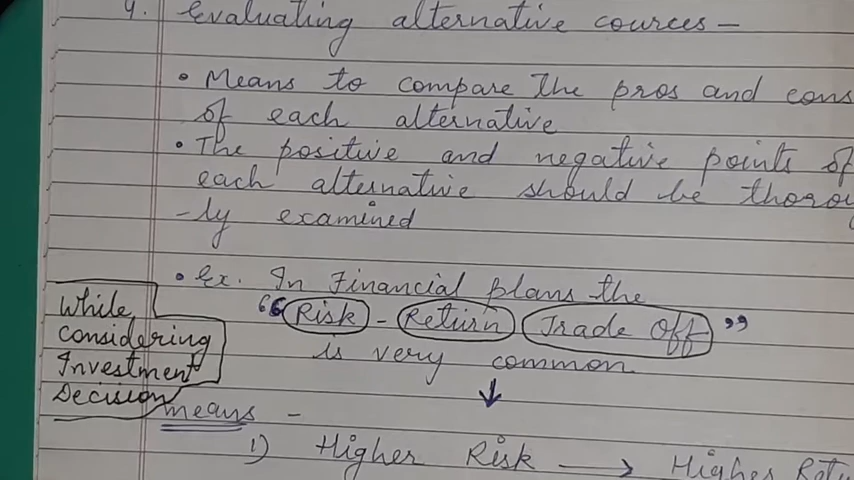 4. Evaluating alternative cources -
• Means to compare the pros and cons
of each alternative
• The positive and negative points of
each alternative should be thorou
-ly examined
• Ex. In Financial plans the
"Risk - Return Trade Off"
is very common
While
considering
Investment
Decision
means -
1) Higher Risk → Higher Retu